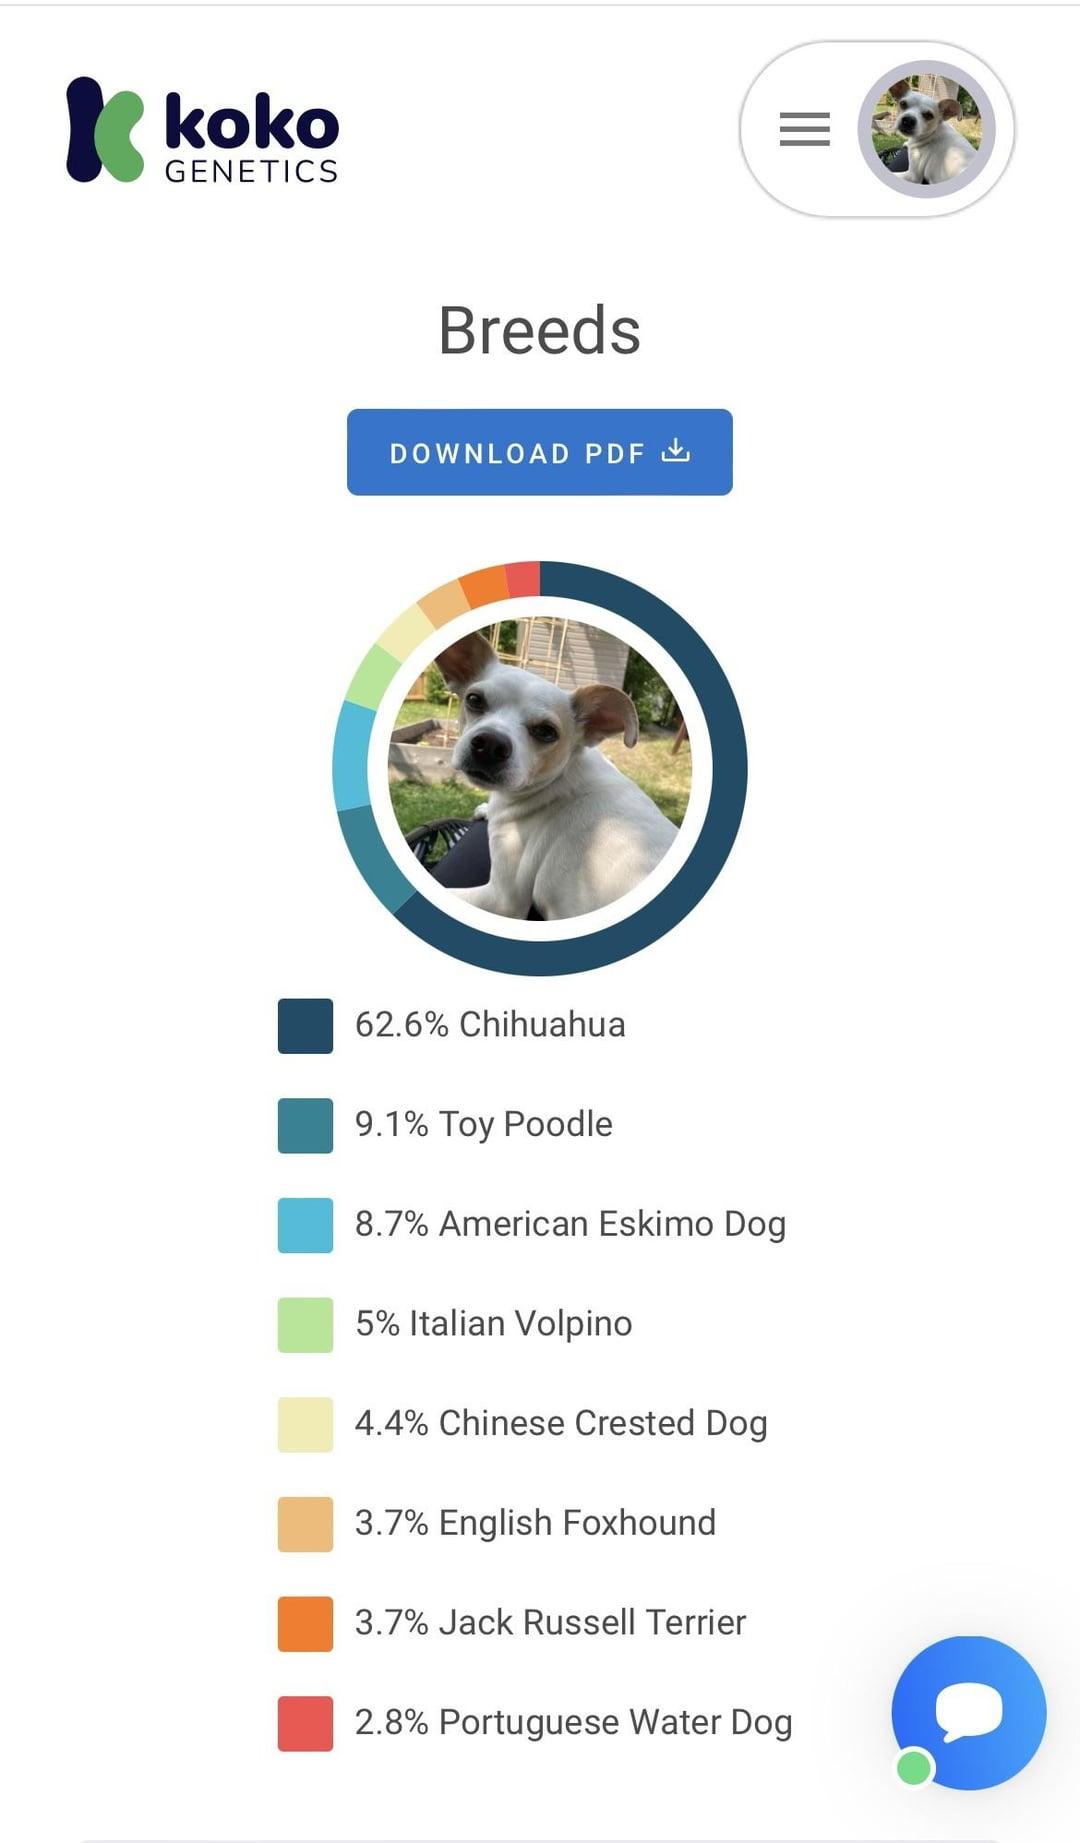 koko
GENETICS
Breeds
DOWNLOAD PDF
62.6% Chihuahua
9.1% Toy Poodle
8.7% American Eskimo Dog
5% Italian Volpino
4.4% Chinese Crested Dog
3.7% English Foxhound
3.7% Jack Russell Terrier
2.8% Portuguese Water Dog